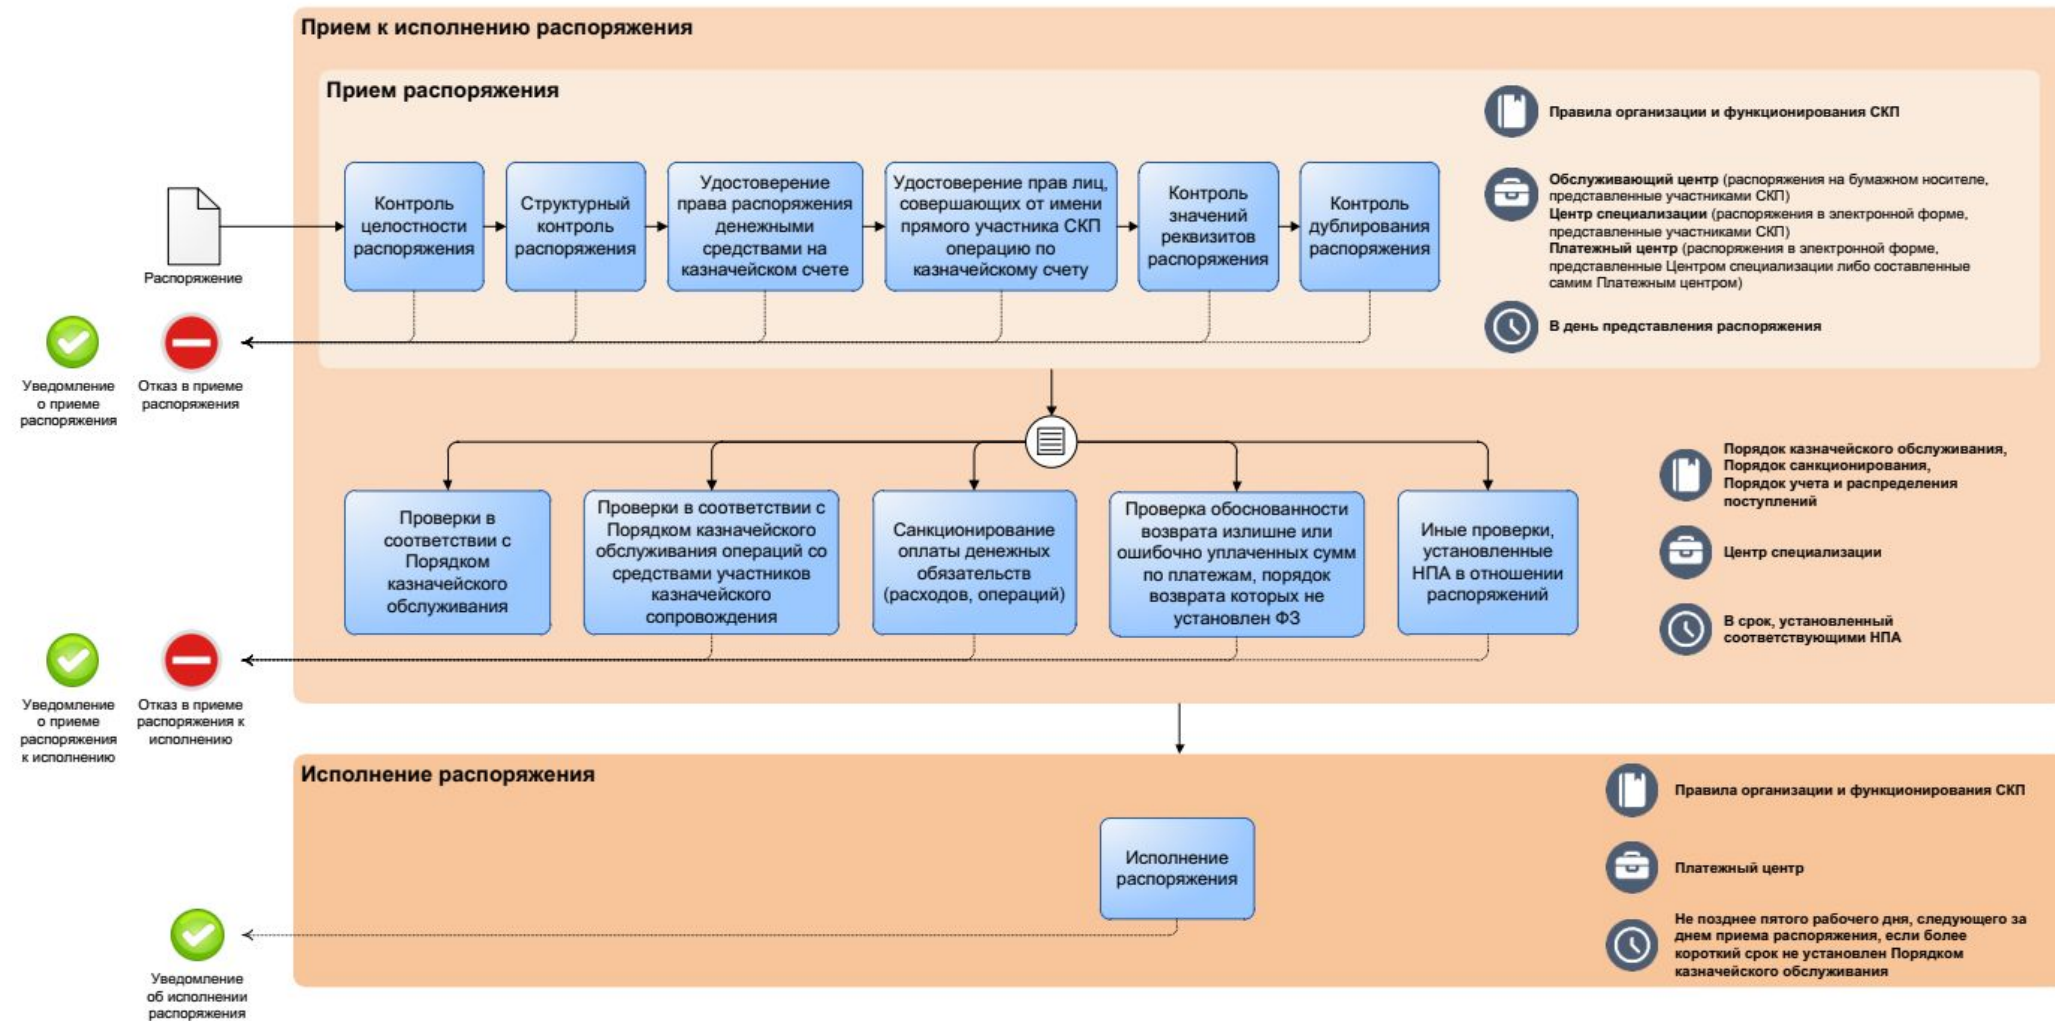 Прием к исполнению распоряжения
Прием распоряжения
Правила организации и функционирования СКП
Распоряжение
Контроль
целостности
распоряжения
Структурный
контроль
распоряжения
Удостоверение
права распоряжения
денежными
средствами на
казначейском счете
Удостоверение прав лиц,
совершающих от имени
прямого участника СКП
операцию по
казначейскому счету
Контроль
значений
реквизитов
распоряжения
Контроль
дублирования
распоряжения
Обслуживающий центр (распоряжения на бумажном носителе,
представленные участниками СКП)
Центр специализации (распоряжения в электронной форме,
представленные участниками СКП)
Платежный центр (распоряжения в электронной форме,
представленные Центром специализации либо составленные
самим Платежным центром)
В день представления распоряжения
Уведомление
о приеме
распоряжения
Отказ в приеме
распоряжения
Проверки в
соответствии с
Порядком
казначейского
обслуживания
Проверки в соответствии с
Порядком казначейского
обслуживания операций со
средствами участников
казначейского
сопровождения
Санкционирование
оплаты денежных
обязательств
(расходов, операций)
Проверка обоснованности
возврата излишне или
ошибочно уплаченных сумм
по платежам, порядок
возврата которых не
установлен ФЗ
Иные проверки,
установленные
НПА в отношении
распоряжений
Порядок казначейского обслуживания,
Порядок санкционирования,
Порядок учета и распределения
поступлений
Центр специализации
В срок, установленный
соответствующими НПА
Уведомление
о приеме
распоряжения
к исполнению
Отказ в приеме
распоряжения к
исполнению
Исполнение распоряжения
Исполнение
распоряжения
Правила организации и функционирования СКП
Платежный центр
Не позднее пятого рабочего дня, следующего за
днем приема распоряжения, если более
короткий срок не установлен Порядком
казначейского обслуживания
Уведомление
об исполнении
распоряжения